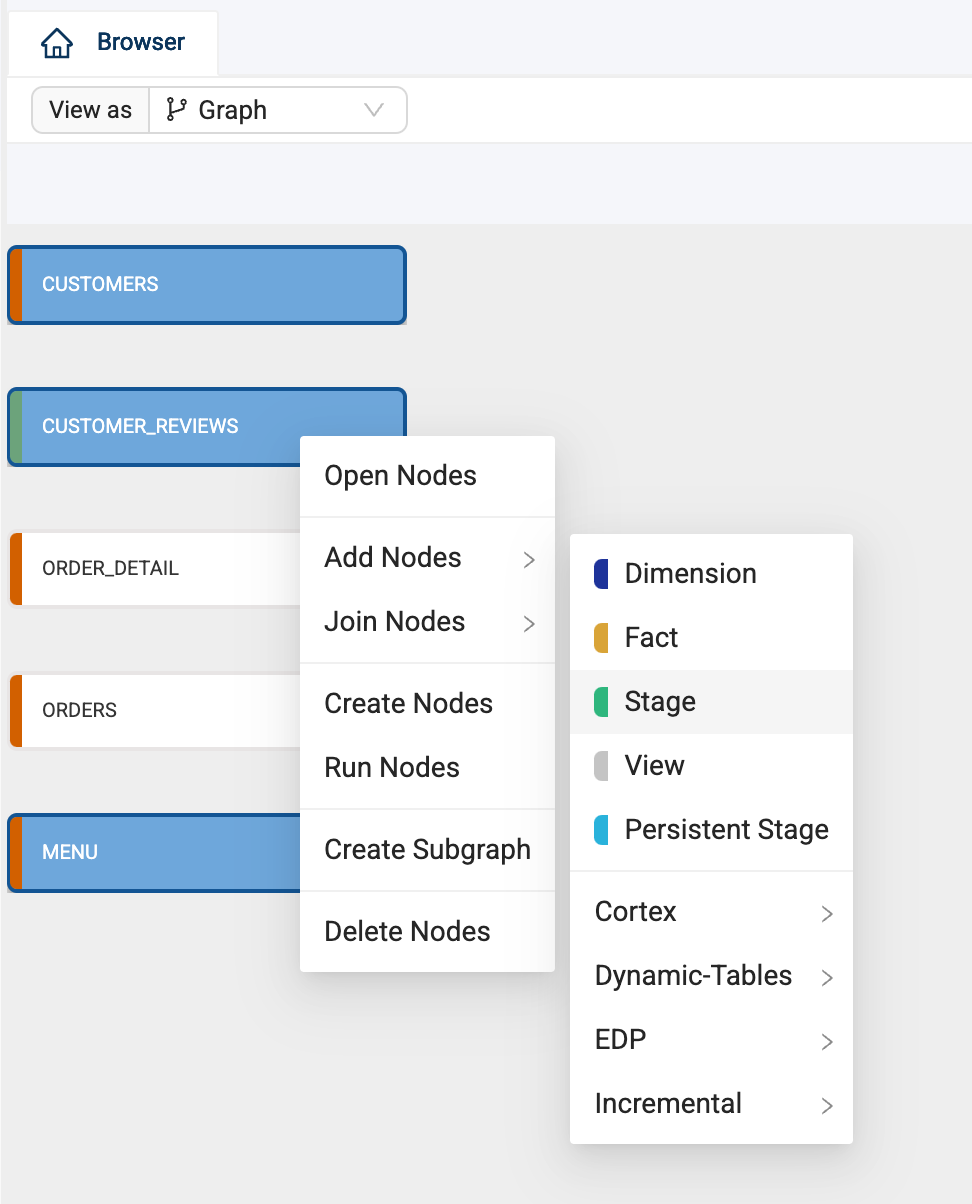 Browser
View as
Graph
CUSTOMERS
CUSTOMER_REVIEWS
ORDER_DETAIL
ORDERS
MENU
Open Nodes
Add Nodes
Join Nodes
Create Nodes
Run Nodes
Create Subgraph
Delete Nodes
Dimension
Fact
Stage
View
Persistent Stage
Cortex
Dynamic-Tables
EDP
Incremental